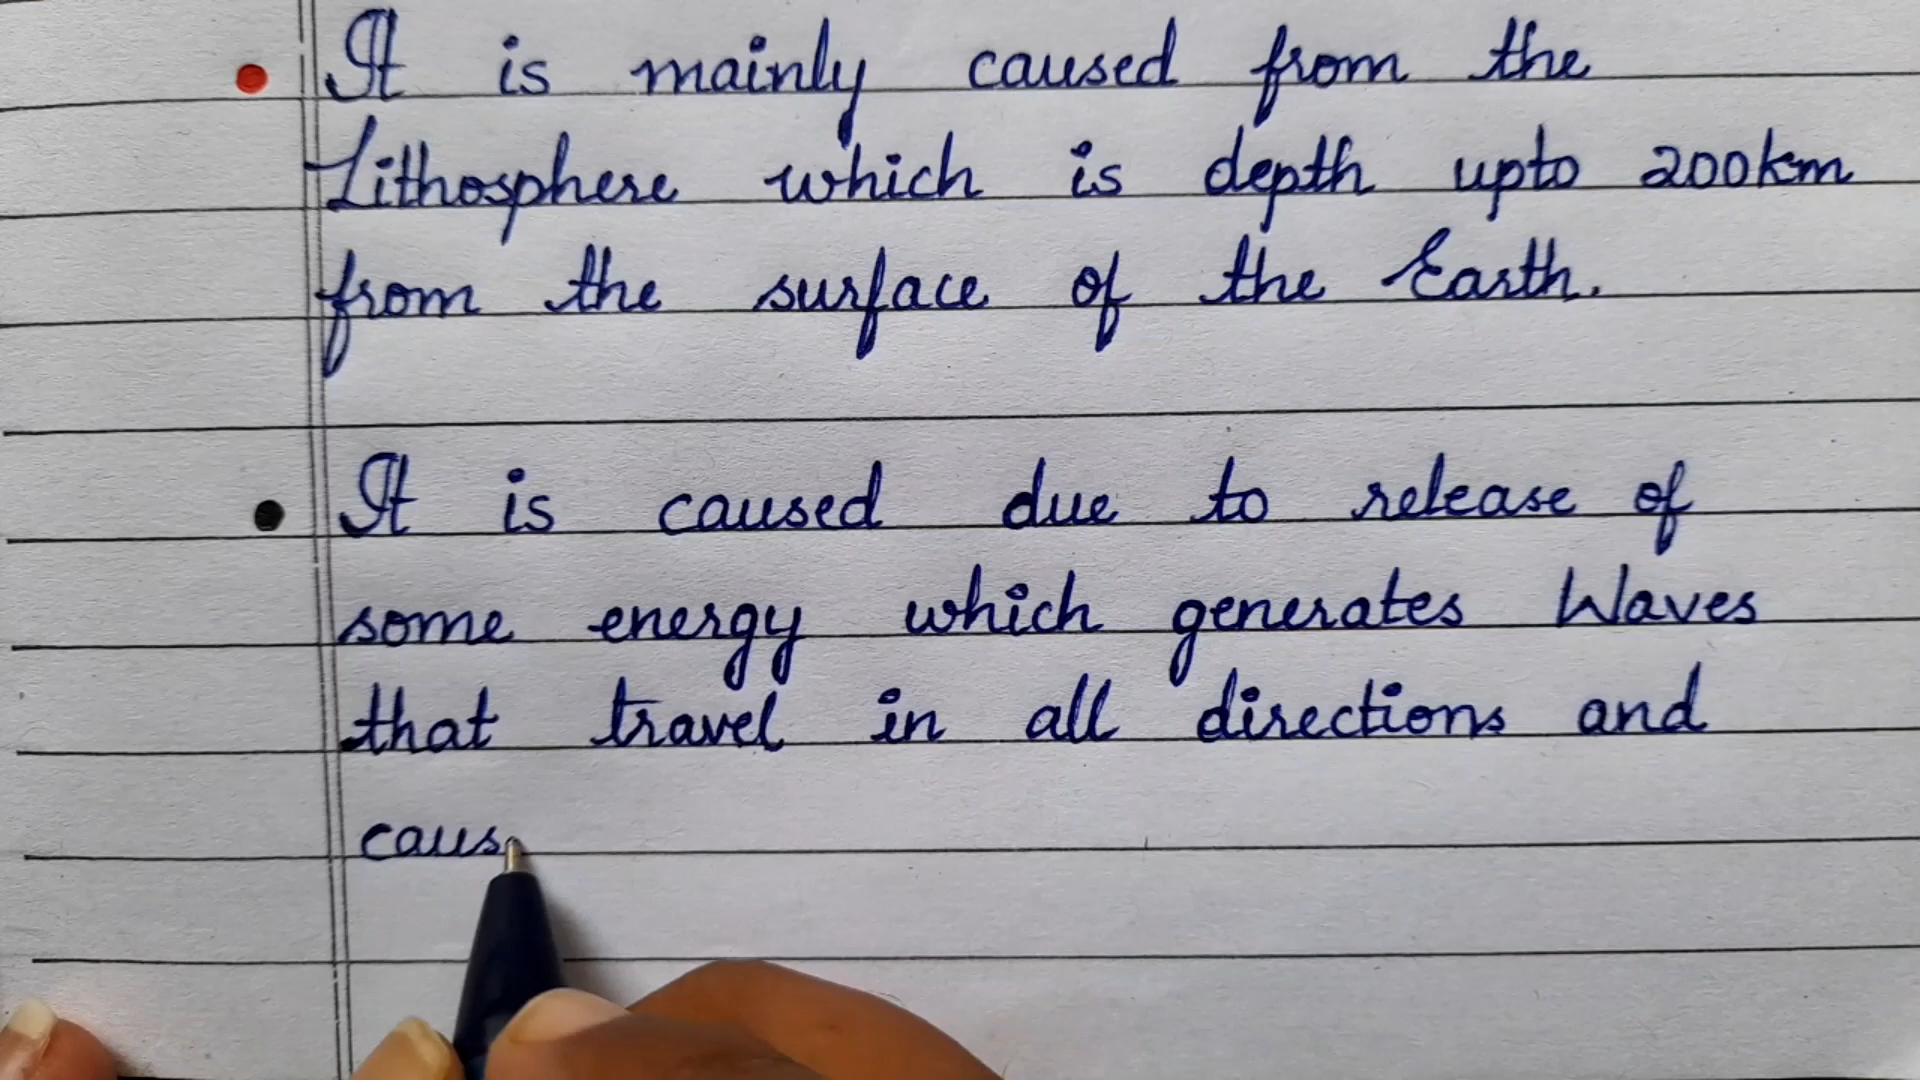 It is mainly caused from the
Lithosphere which is depth upto 200km
from the surface of the Earth.
It is caused due to release of
some energy which generates Waves
that travel in all directions and
caus